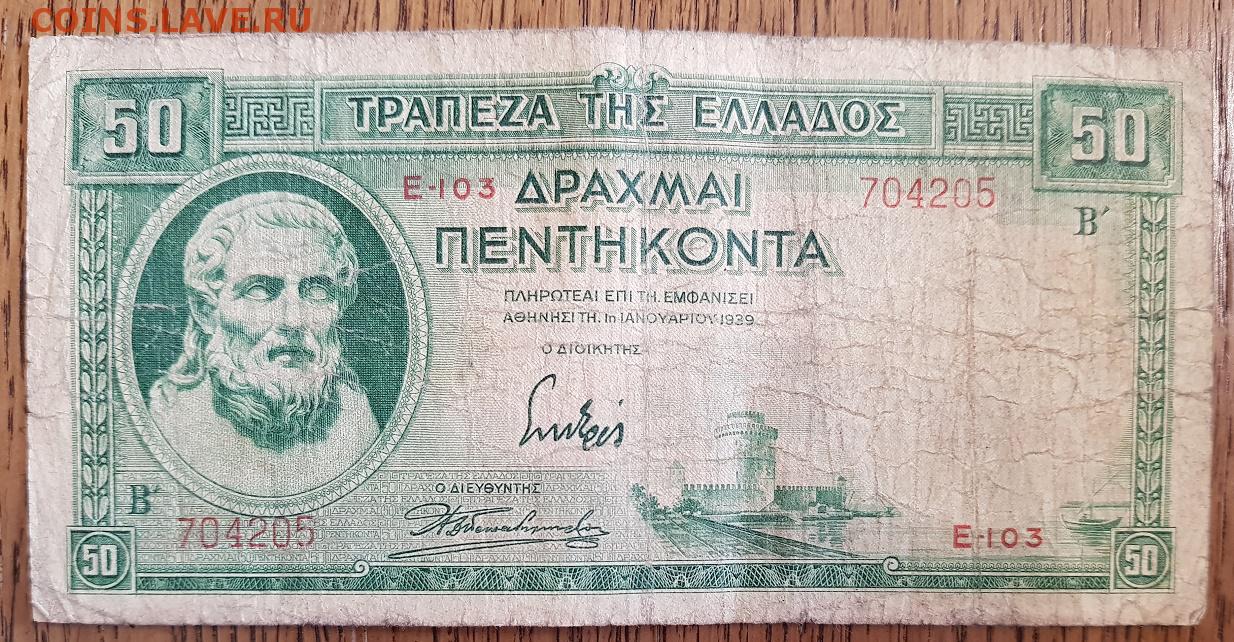 COINS.LAVE.RU
50 ΤΡΑΠΕΖΑ ΤΗΣ ΕΛΛΑΔΟΣ 50
E-103 ΔΡΑΧΜΑΙ 704205
Β΄
ΠΕΝΤΗΚΟΝΤΑ
ΠΛΗΡΩΤΕΑΙ ΕΠΙ ΤΗ. ΕΜΦΑΝΙΣΕΙ
ΑΘΗΝΗΣΙ ΤΗ. 1η ΙΑΝΟΥΑΡΙΟΥ 1939
Ο ΔΙΟΙΚΗΤΗΣ
Ο ΔΙΕΥΘΥΝΤΗΣ
Β΄
704205
E-103
50 50